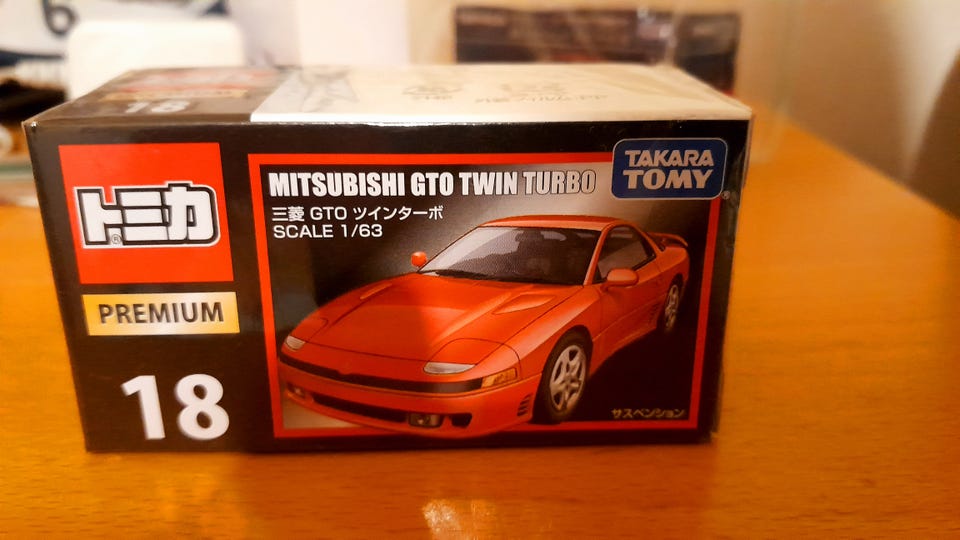 18
トミカ
PREMIUM
18
MITSUBISHI GTO TWIN TURBO
三菱 GTO ツインターボ
SCALE 1/63
TAKARA
TOMY
®
サスペンション